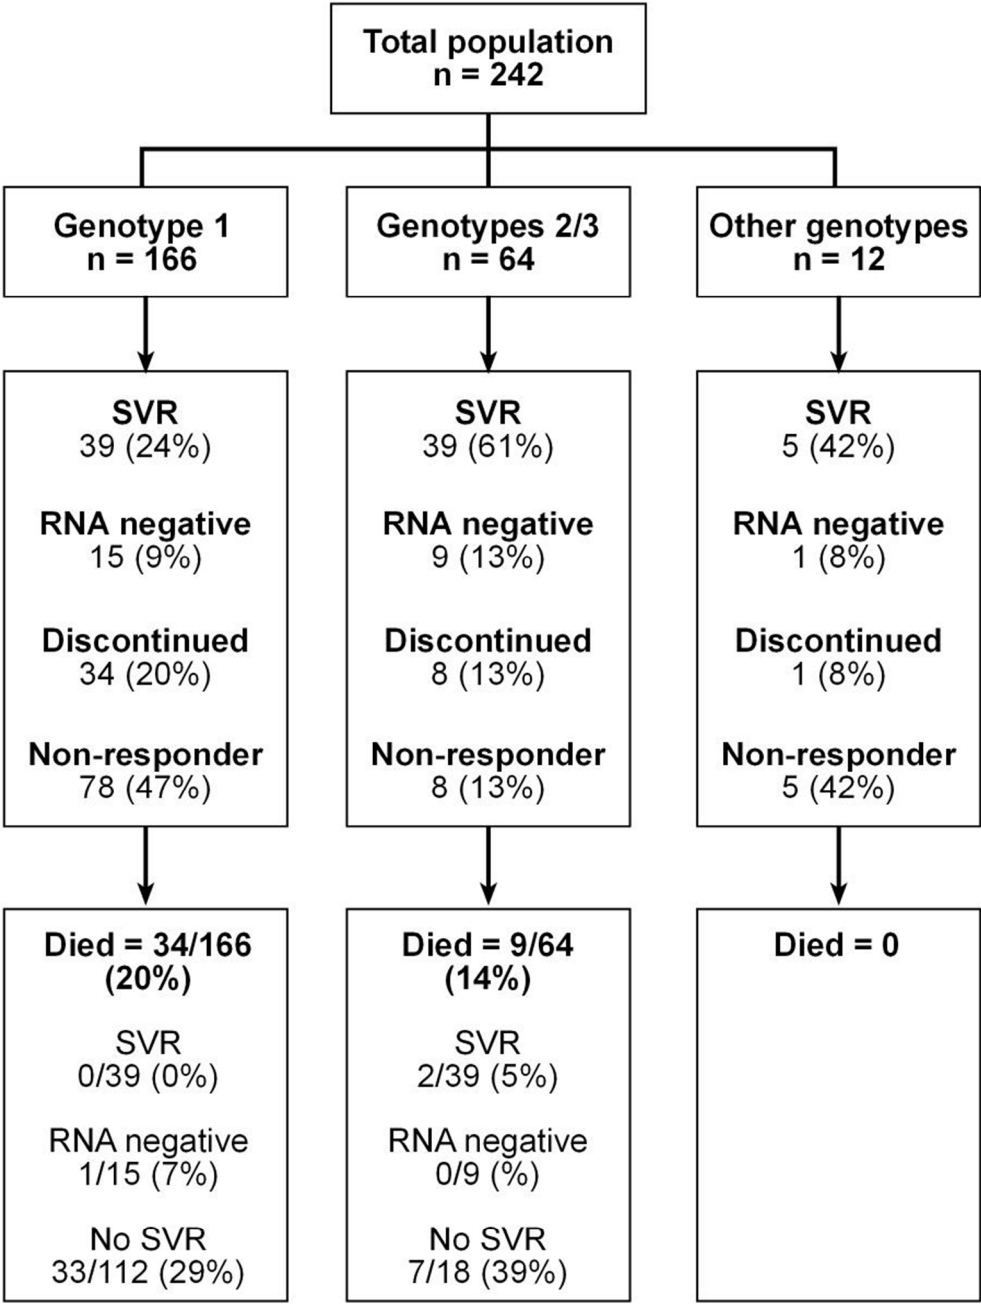 Total population
n = 242
Genotype 1
n = 166
Genotypes 2/3
n = 64
Other genotypes
n = 12
SVR
39 (24%)
RNA negative
15 (9%)
Discontinued
34 (20%)
Non-responder
78 (47%)
SVR
39 (61%)
RNA negative
9 (13%)
Discontinued
8 (13%)
Non-responder
8 (13%)
SVR
5 (42%)
RNA negative
1 (8%)
Discontinued
1 (8%)
Non-responder
5 (42%)
Died = 34/166
(20%)
SVR
0/39 (0%)
RNA negative
1/15 (7%)
No SVR
33/112 (29%)
Died = 9/64
(14%)
SVR
2/39 (5%)
RNA negative
0/9 (%)
No SVR
7/18 (39%)
Died = 0